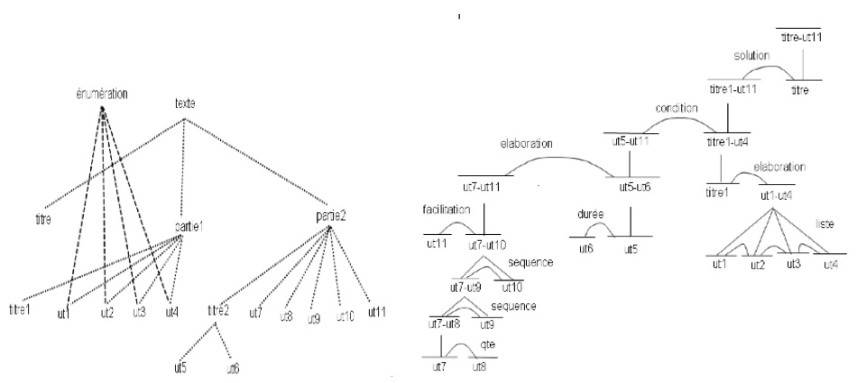 énumération
texte
titre
partie1
partie2
titre1
ut1
ut2
ut3
ut4
titre2
ut7
ut8
ut9
ut10
ut11
ut5
ut6
titre-ut11
solution
titre1-ut11
titre
condition
ut5-ut11
titre1-ut4
elaboration
ut7-ut11
ut5-ut6
titre1
elaboration
ut1-ut4
facilitation
ut11
ut7-ut10
durée
ut6
ut5
liste
ut1
ut2
ut3
ut4
séquence
ut7-ut9
ut10
sequence
ut7-ut8
ut9
qte
ut7
ut8